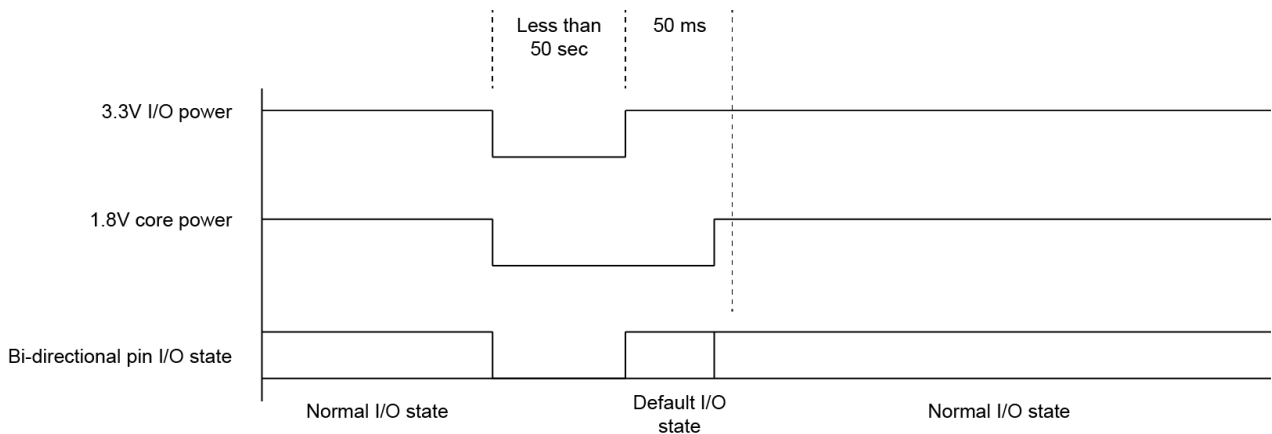 Less than
50 sec
50 ms
3.3V I/O power
1.8V core power
Bi-directional pin I/O state
Normal I/O state
Default I/O
state
Normal I/O state